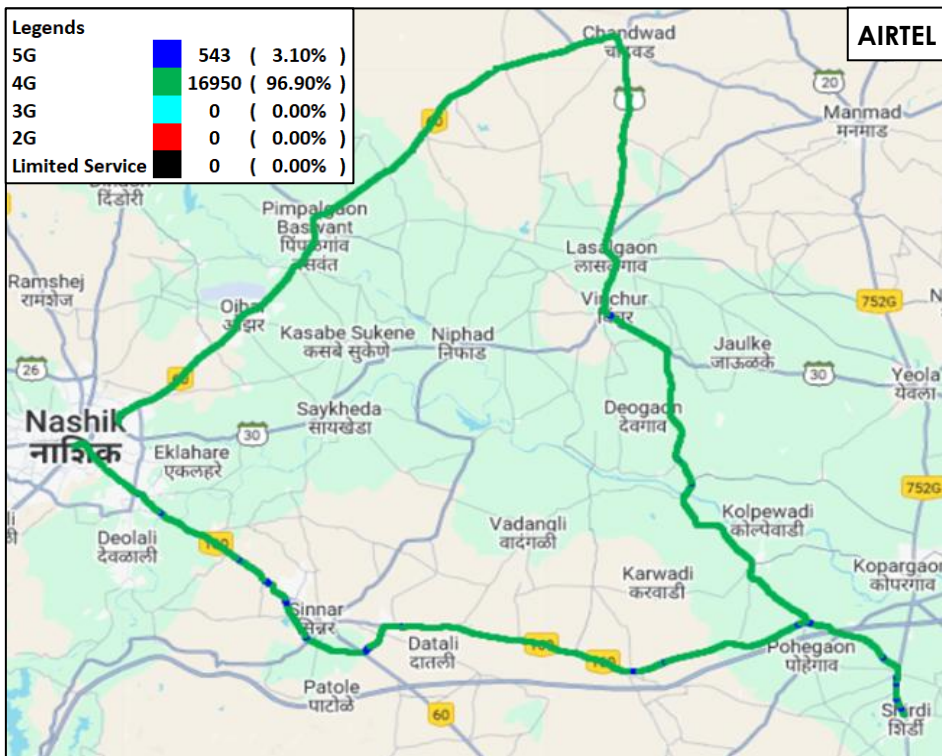 Legends
5G 543 ( 3.10% )
4G 16950 ( 96.90% )
3G 0 ( 0.00% )
2G 0 ( 0.00% )
Limited Service 0 ( 0.00% )
AIRTEL
Chandwad
चांदवड
20
Manmad
मनमाड
60
दिंडोरी
Pimpalgaon
Baswant
पिंपळगांव
Lasalgaon
लासलगाव
Ramshej
रामशेज
Vinchur
752G
Kasabe Sukene
कसबे सुकेणे
Niphad
निफाड
Jaulke
जाऊळके
26
30
Yeola
येवला
Nashik
नाशिक
Saykheda
सायखेडा
Deogaon
देवगाव
30
Eklahare
एकलहरे
752G
Deolali
देवळाली
Vadangli
वादंगळी
Kolpewadi
कोल्पेवाडी
Karwadi
करवाडी
Kopargaon
कोपरगाव
Sinnar
सिन्नर
Datali
दातली
Pohegaon
पोहेगाव
Patole
पाटोळे
60
Shirdi
शिर्डी